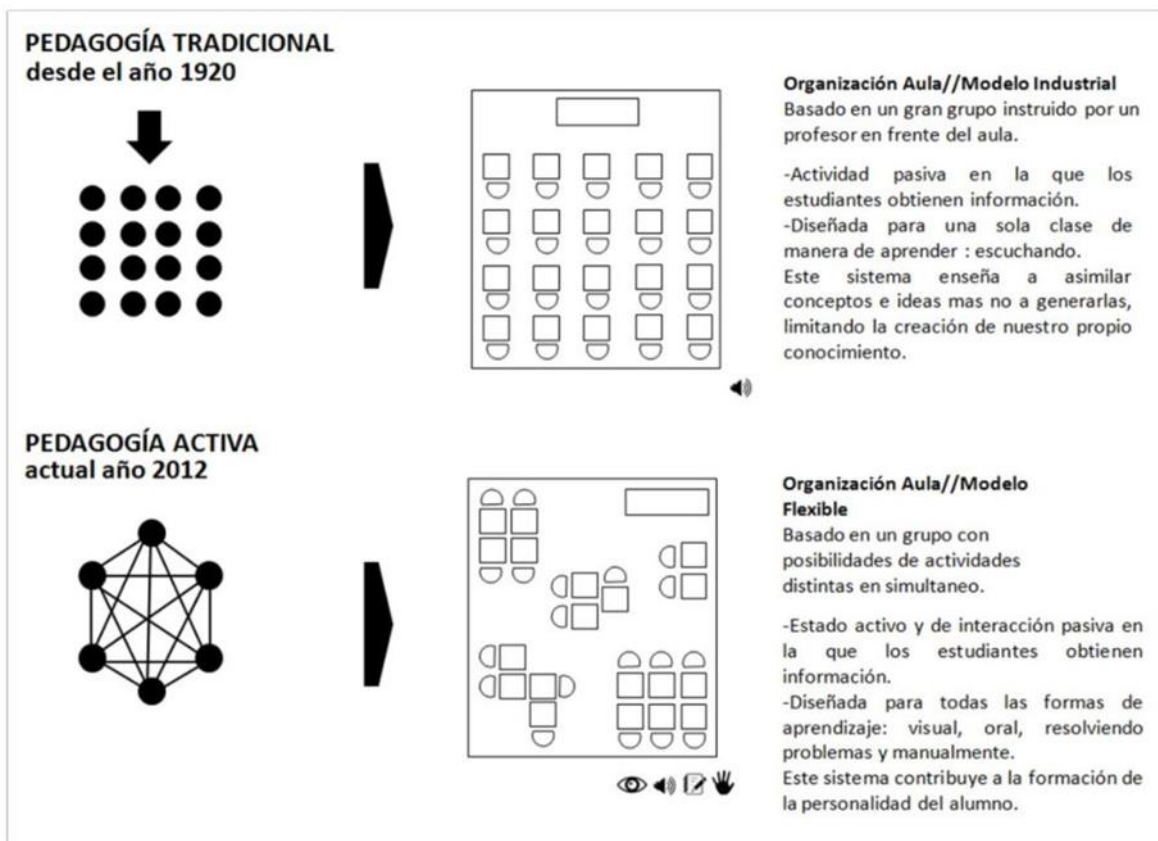 PEDAGOGÍA TRADICIONAL
desde el año 1920
Organización Aula//Modelo Industrial
Basado en un gran grupo instruido por un
profesor en frente del aula.
-Actividad pasiva en la que los
estudiantes obtienen información.
-Diseñada para una sola clase de
manera de aprender : escuchando.
Este sistema enseña a asimilar
conceptos e ideas mas no a generarlas,
limitando la creación de nuestro propio
conocimiento.
PEDAGOGÍA ACTIVA
actual año 2012
Organización Aula//Modelo
Flexible
Basado en un grupo con
posibilidades de actividades
distintas en simultaneo.
-Estado activo y de interacción pasiva en
la que los estudiantes obtienen
información.
-Diseñada para todas las formas de
aprendizaje: visual, oral, resolviendo
problemas y manualmente.
Este sistema contribuye a la formación de
la personalidad del alumno.